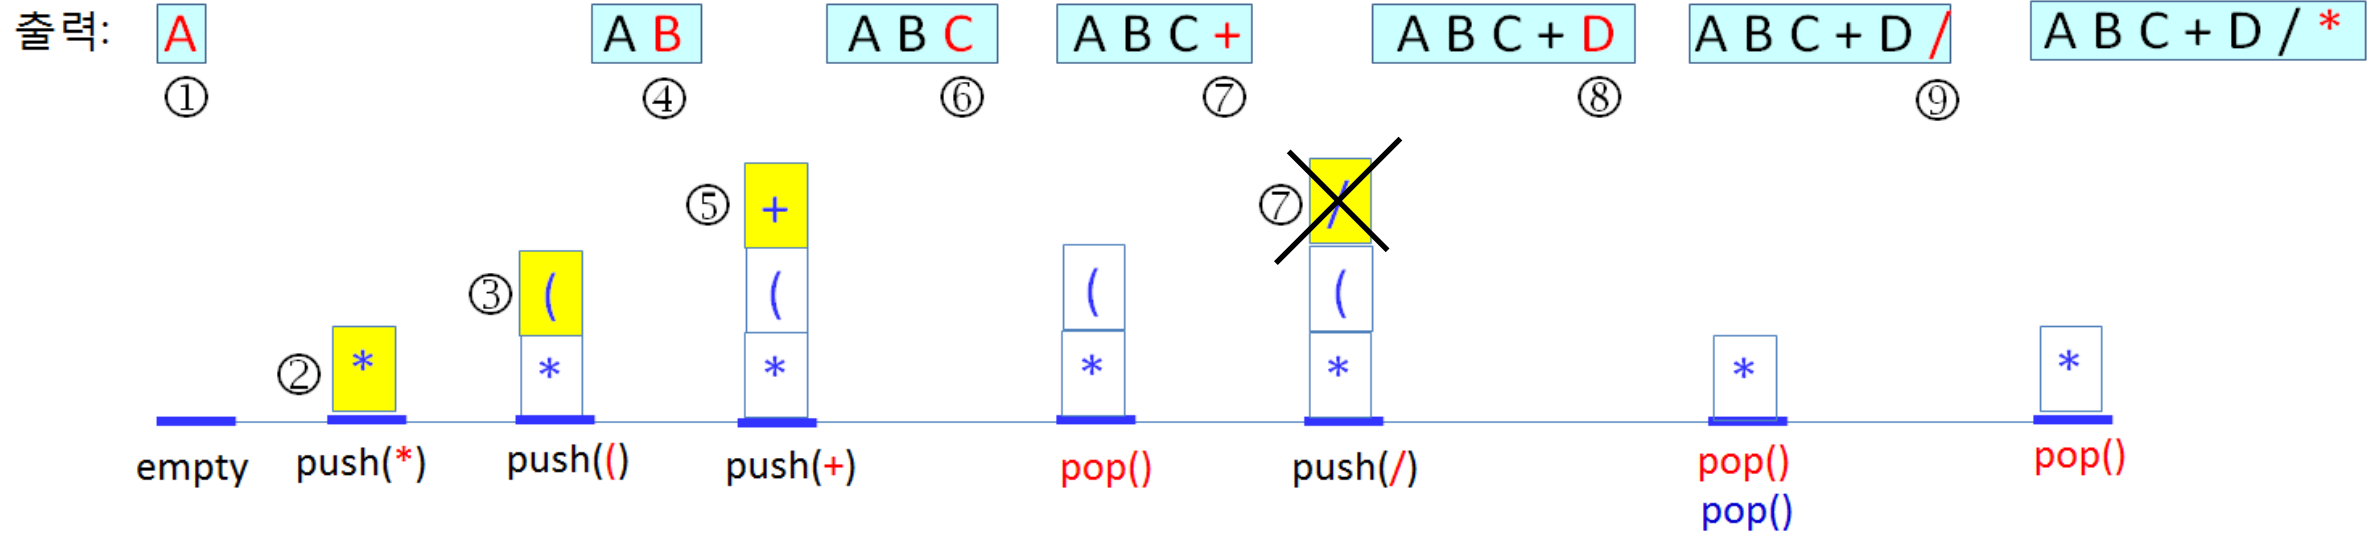 출력: A A B A B C A B C + A B C + D A B C + D / A B C + D / *
① ④ ⑥ ⑦ ⑧ ⑨
⑤ + ⑦ /
③ ( ( ( (
② * * * * * * *
empty push(*) push(() push(+) pop() push(/) pop() pop()
pop()